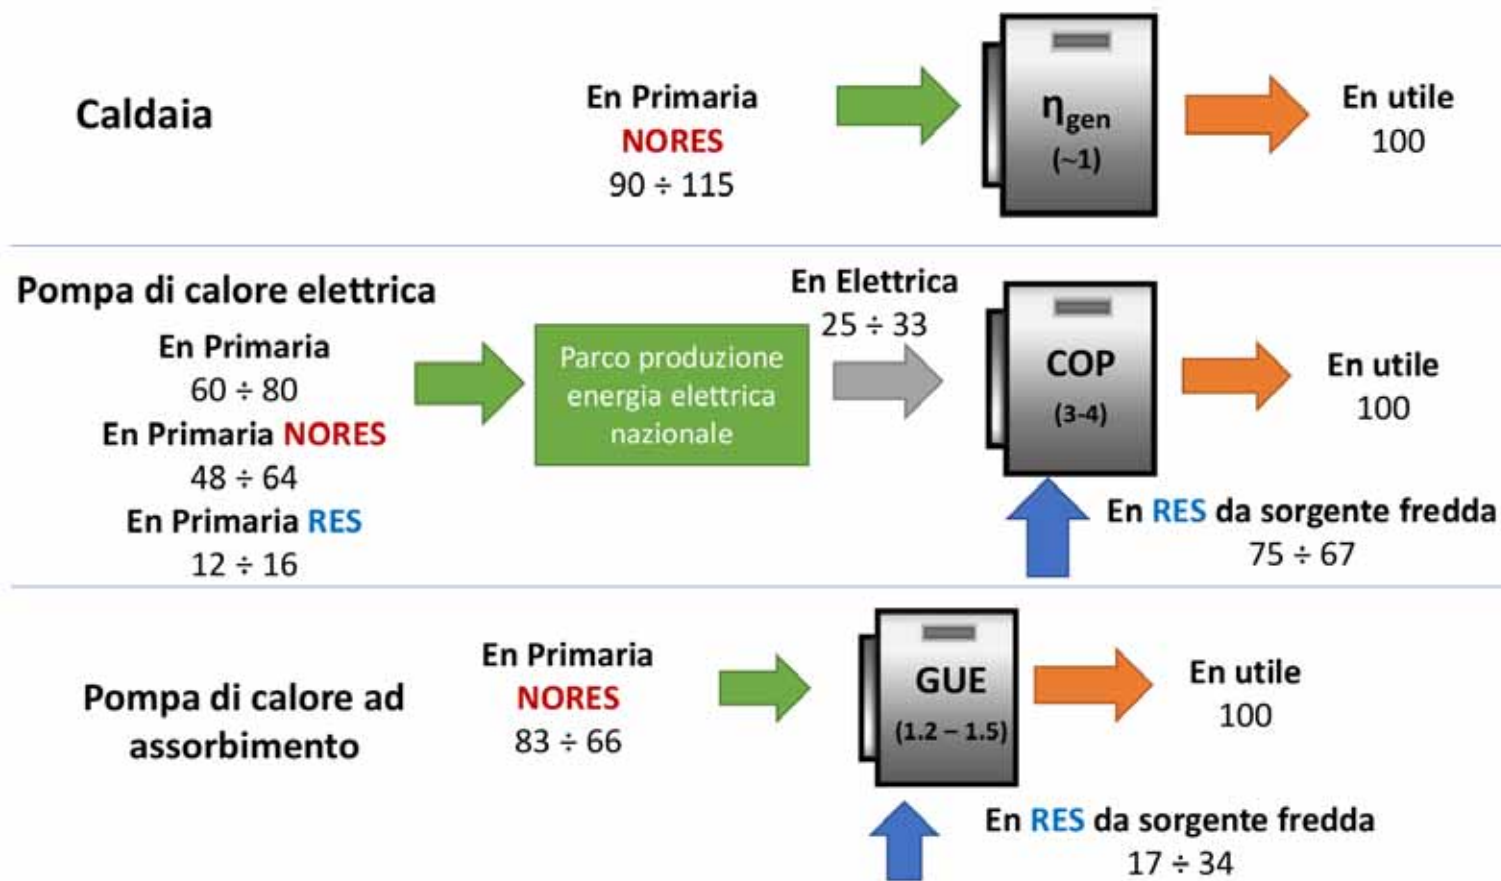 Caldaia
En Primaria
NORES
90 ÷ 115
ηgen
(~1)
En utile
100
Pompa di calore elettrica
En Primaria
60 ÷ 80
En Primaria NORES
48 ÷ 64
En Primaria RES
12 ÷ 16
Parco produzione
energia elettrica
nazionale
En Elettrica
25 ÷ 33
COP
(3-4)
En utile
100
En RES da sorgente fredda
75 ÷ 67
Pompa di calore ad
assorbimento
En Primaria
NORES
83 ÷ 66
GUE
(1.2 – 1.5)
En utile
100
En RES da sorgente fredda
17 ÷ 34